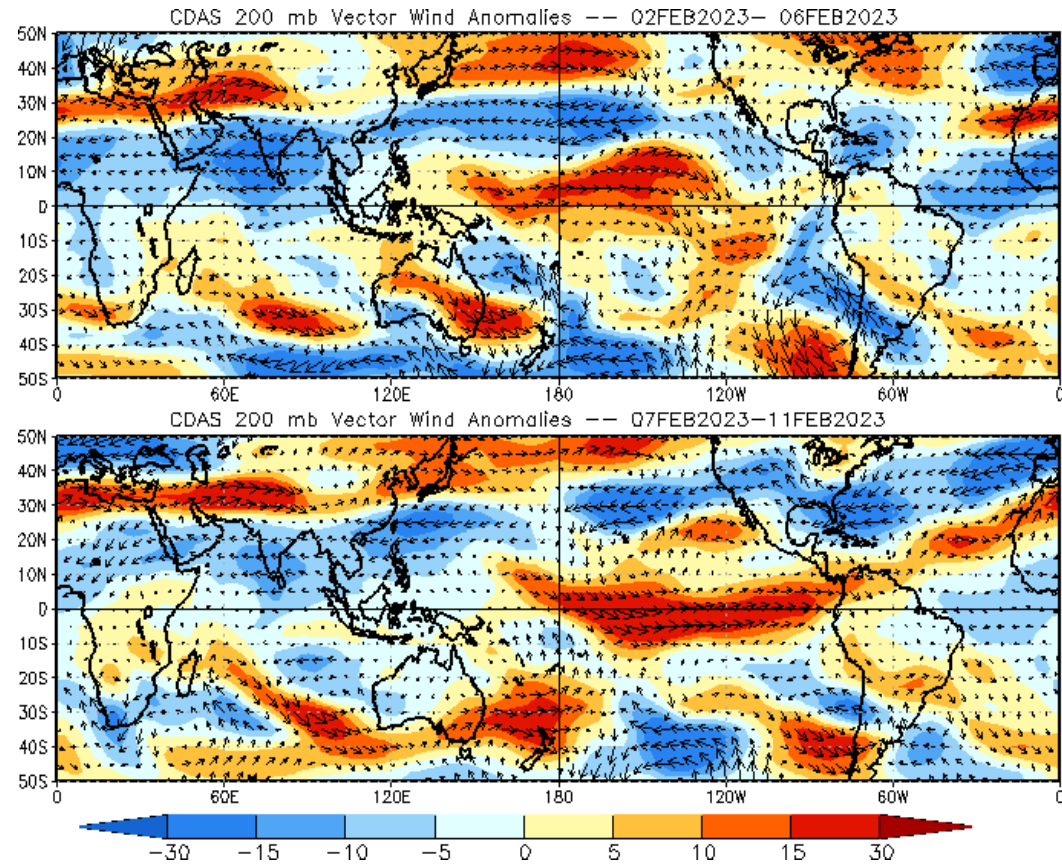 CDAS 200 mb Vector Wind Anomalies -- 02FEB2023- 06FEB2023
50N
40N
30N
20N
10N
0
10S
20S
30S
40S
50S
0 60E 120E 180 120W 60W 0
CDAS 200 mb Vector Wind Anomalies -- 07FEB2023-11FEB2023
50N
40N
30N
20N
10N
0
10S
20S
30S
40S
50S
0 60E 120E 180 120W 60W 0
-30 -15 -10 -5 0 5 10 15 30